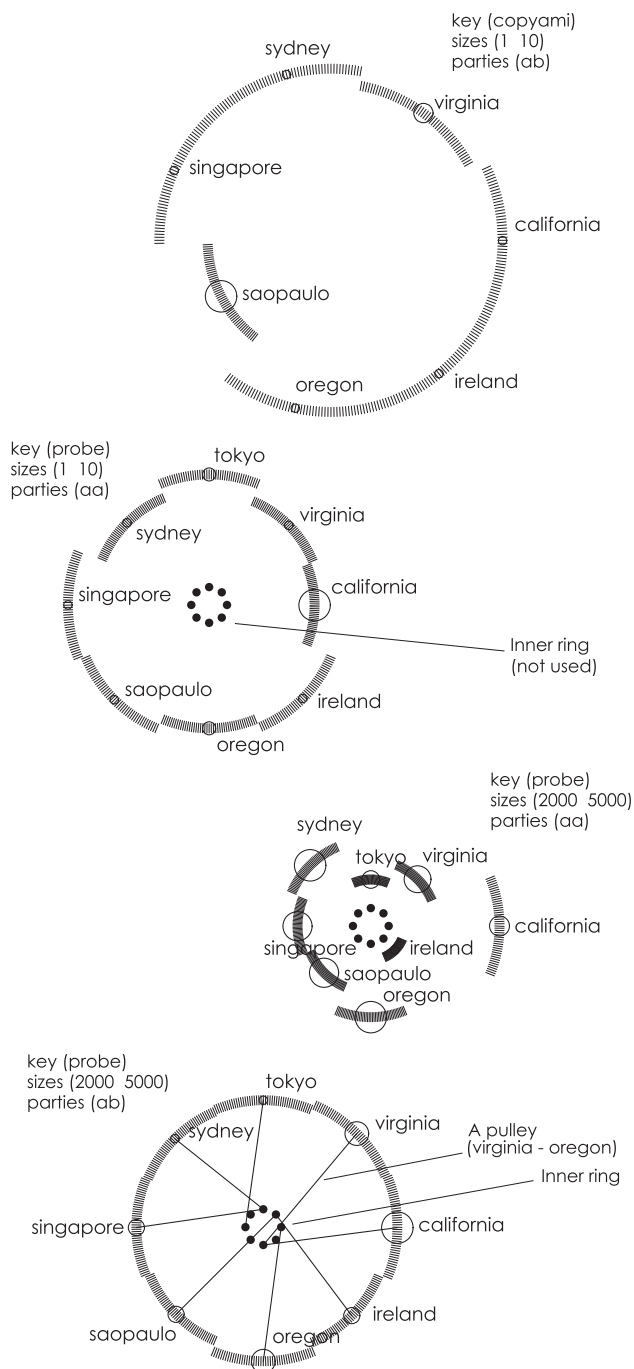 key (copyami)
sizes (1 10)
parties (ab)
sydney
virginia
singapore
california
saopaulo
ireland
oregon
key (probe)
sizes (1 10)
parties (aa)
tokyo
virginia
sydney
california
singapore
Inner ring
(not used)
saopaulo
ireland
oregon
key (probe)
sizes (2000 5000)
parties (aa)
sydney
tokyo
virginia
california
singapore
ireland
saopaulo
oregon
key (probe)
sizes (2000 5000)
parties (ab)
tokyo
sydney
virginia
A pulley
(virginia - oregon)
Inner ring
singapore
california
ireland
saopaulo
oregon